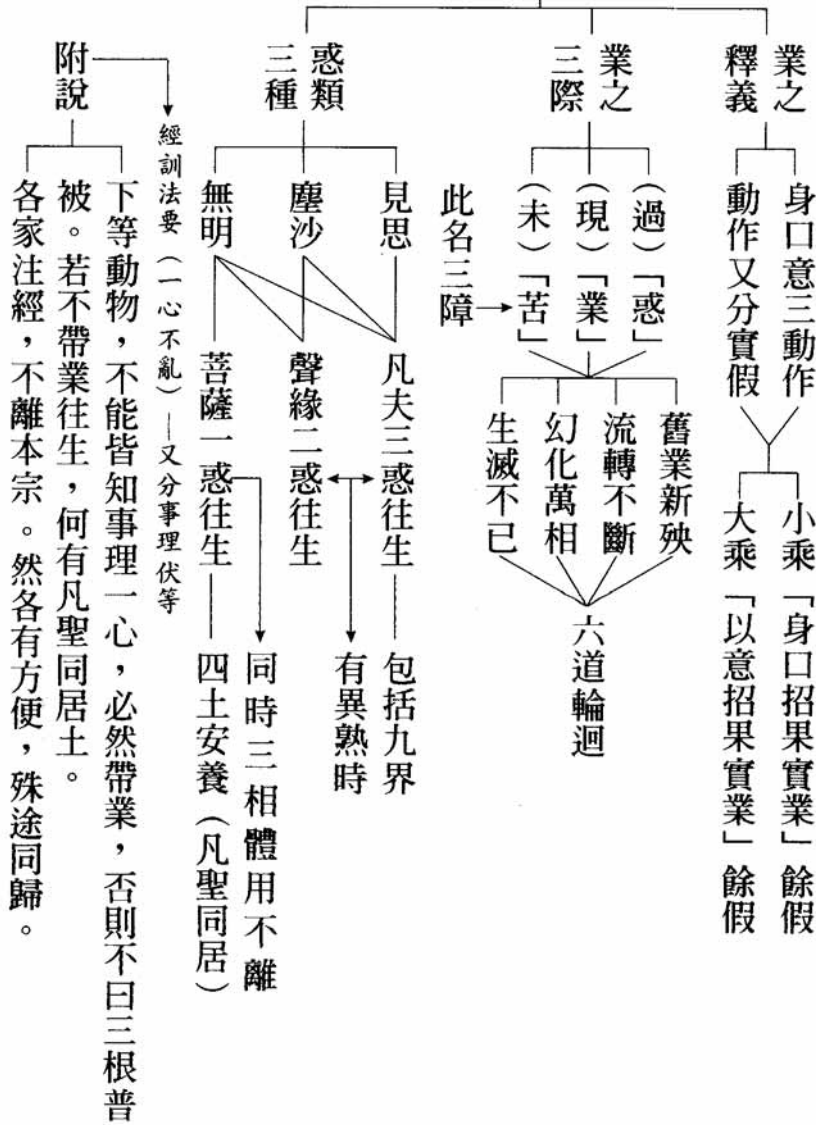 業之
釋義
身口意三動作
動作又分實假
小乘「身口招果實業」餘假
大乘「以意招果實業」餘假
業之
三際
(過)「惑」
(現)「業」
(未)「苦」
此名三障
舊業新殃
流轉不斷
幻化萬相
生滅不已
六道輪迴
惑類
三種
見思
塵沙
無明
凡夫三惑往生
聲緣二惑往生
菩薩一惑往生
包括九界
有異熟時
同時三相體用不離
四土安養(凡聖同居)
附說
經訓法要(一心不亂)—又分事理伏等
下等動物,不能皆知事理一心,必然帶業,否則不曰三根普
被。若不帶業往生,何有凡聖同居土。
各家注經,不離本宗。然各有方便,殊途同歸。